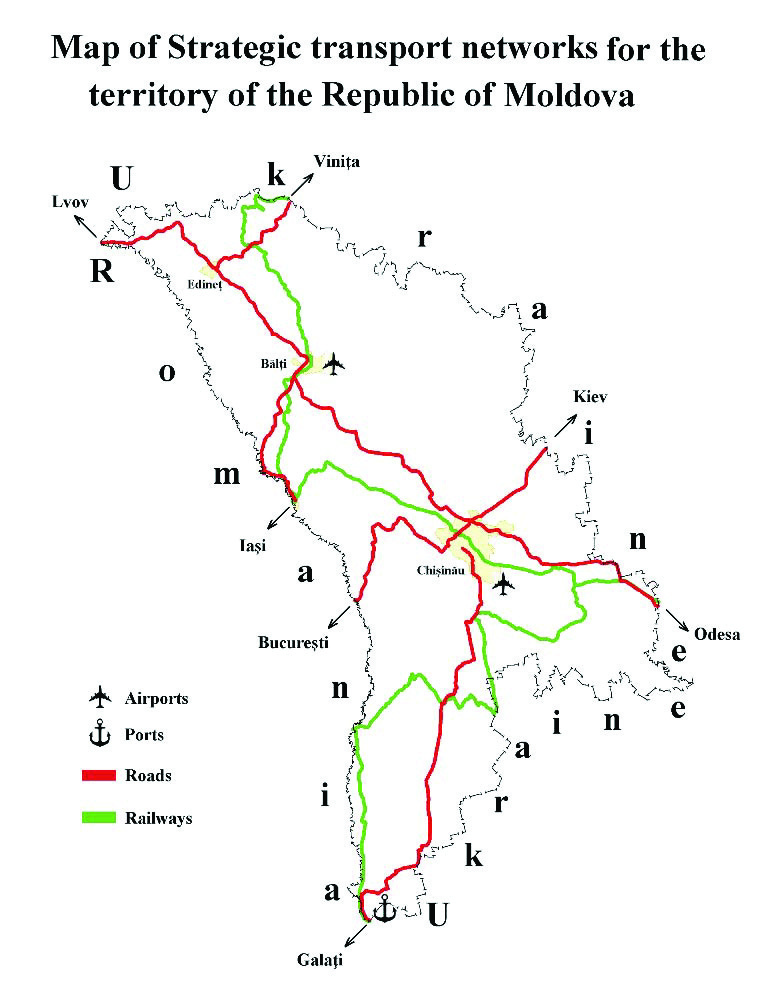 Map of Strategic transport networks for the
territory of the Republic of Moldova
Vinița
U k
Lvov
R
r
Edineț
a
o
Bălți
Kiev
i
m
Iași
n
a
Chișinău
București
Odesa
e
n
e
i n
a
Airports
Ports
Roads
Railways
i
r
k
a
U
Galați